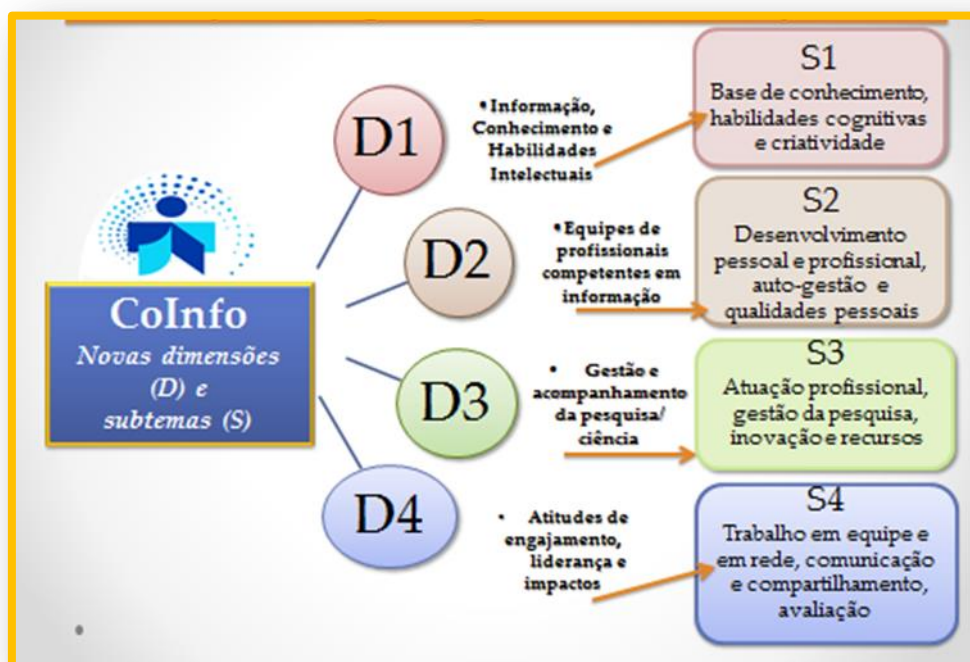 CoInfo
Novas dimensões
(D) e
subtemas (S)
D1
• Informação,
Conhecimento e
Habilidades
Intelectuais
S1
Base de conhecimento,
habilidades cognitivas
e criatividade
D2
• Equipes de
profissionais
competentes em
informação
S2
Desenvolvimento
pessoal e profissional,
auto-gestão e
qualidades pessoais
D3
• Gestão e
acompanhamento
da pesquisa/
ciência
S3
Atuação profissional,
gestão da pesquisa,
inovação e recursos
D4
• Atitudes de
engajamento,
liderança e
impactos
S4
Trabalho em equipe e
em rede, comunicação
e compartilhamento,
avaliação